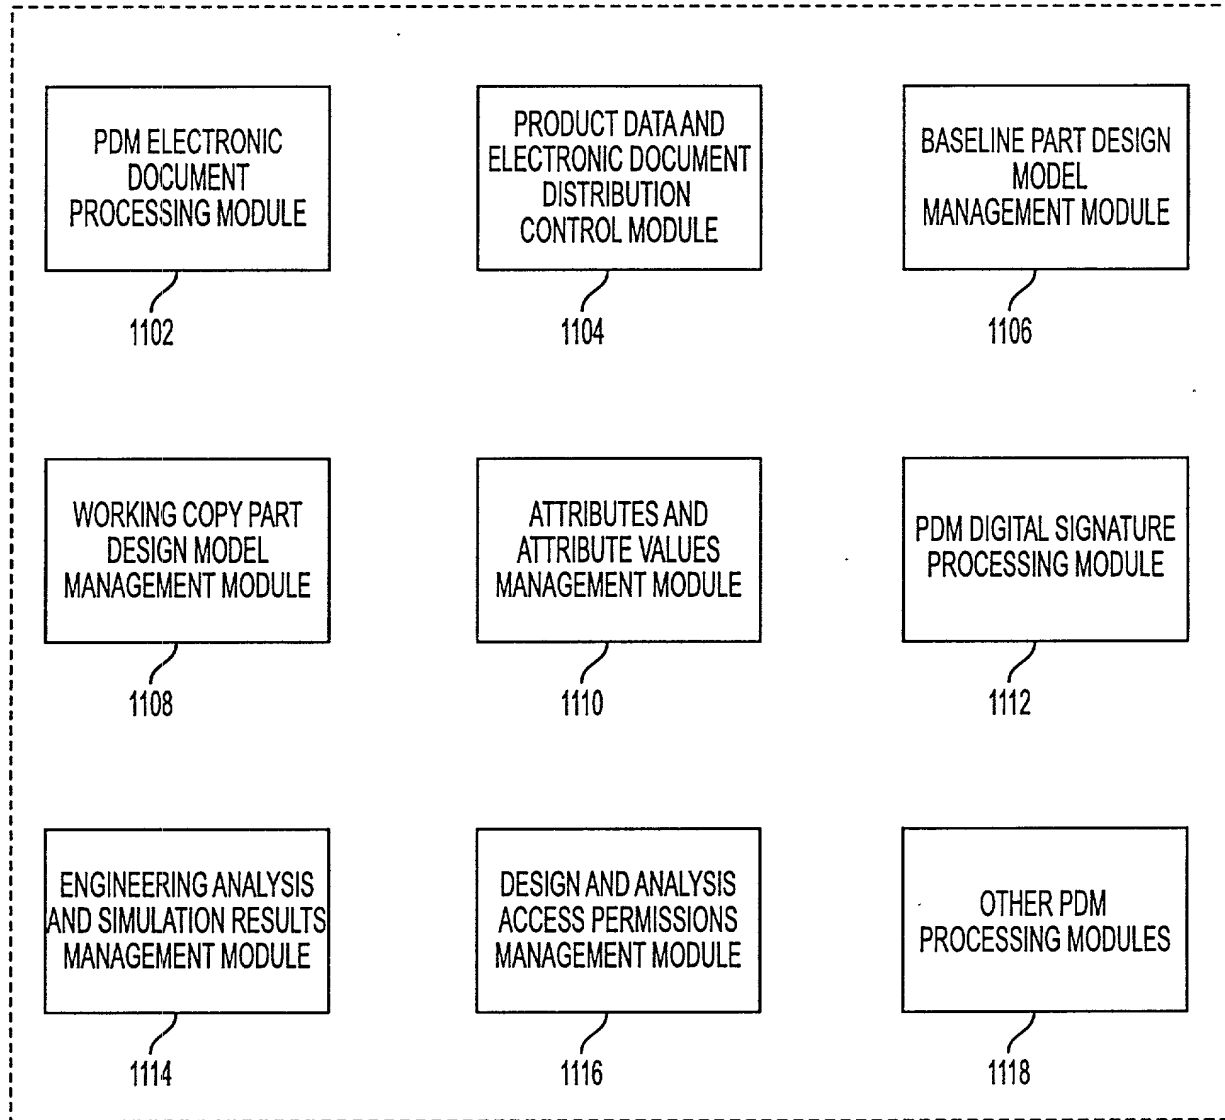 PDM ELECTRONIC
DOCUMENT
PROCESSING MODULE
1102
PRODUCT DATA AND
ELECTRONIC DOCUMENT
DISTRIBUTION
CONTROL MODULE
1104
BASELINE PART DESIGN
MODEL
MANAGEMENT MODULE
1106
WORKING COPY PART
DESIGN MODEL
MANAGEMENT MODULE
1108
ATTRIBUTES AND
ATTRIBUTE VALUES
MANAGEMENT MODULE
1110
PDM DIGITAL SIGNATURE
PROCESSING MODULE
1112
ENGINEERING ANALYSIS
AND SIMULATION RESULTS
MANAGEMENT MODULE
1114
DESIGN AND ANALYSIS
ACCESS PERMISSIONS
MANAGEMENT MODULE
1116
OTHER PDM
PROCESSING MODULES
1118